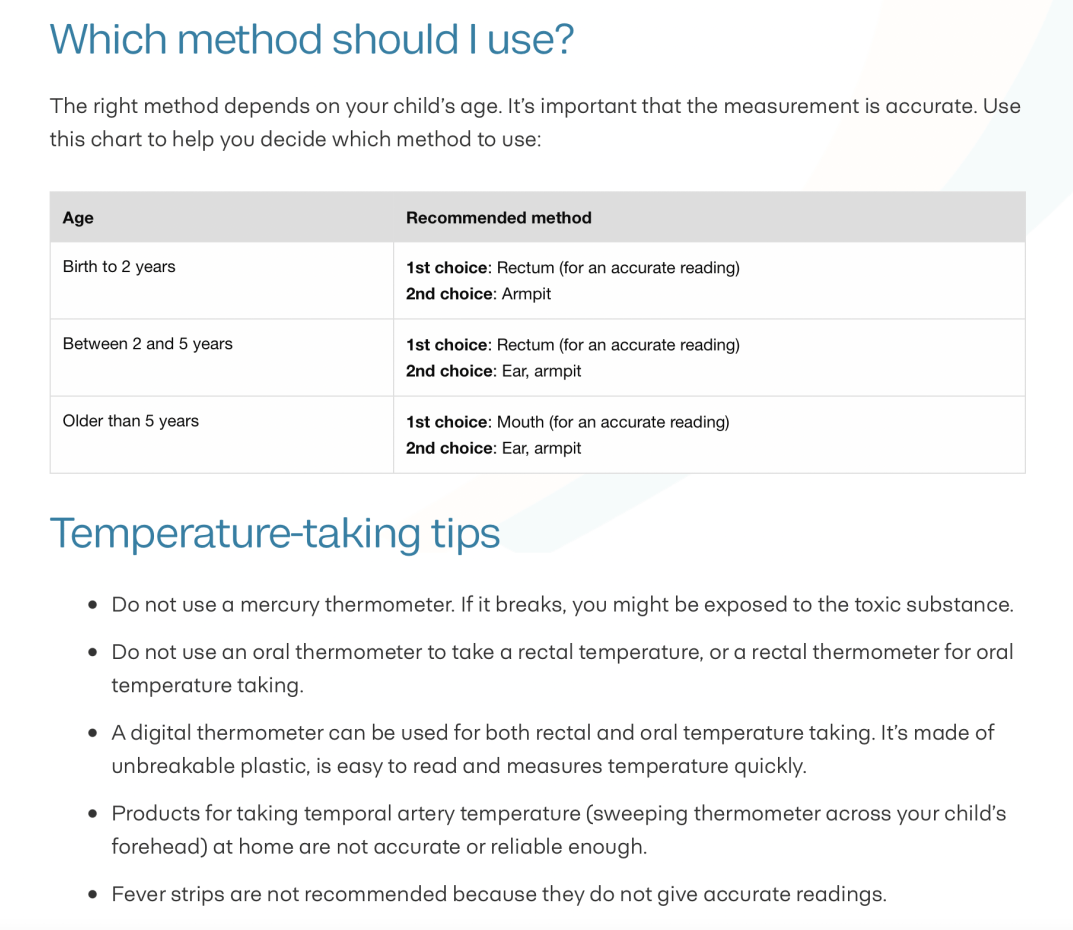 Which method should I use?
The right method depends on your child's age. It's important that the measurement is accurate. Use
this chart to help you decide which method to use:
Age Recommended method
Birth to 2 years 1st choice: Rectum (for an accurate reading)
2nd choice: Armpit
Between 2 and 5 years 1st choice: Rectum (for an accurate reading)
2nd choice: Ear, armpit
Older than 5 years 1st choice: Mouth (for an accurate reading)
2nd choice: Ear, armpit
Temperature-taking tips
• Do not use a mercury thermometer. If it breaks, you might be exposed to the toxic substance.
• Do not use an oral thermometer to take a rectal temperature, or a rectal thermometer for oral
temperature taking.
• A digital thermometer can be used for both rectal and oral temperature taking. It's made of
unbreakable plastic, is easy to read and measures temperature quickly.
• Products for taking temporal artery temperature (sweeping thermometer across your child's
forehead) at home are not accurate or reliable enough.
• Fever strips are not recommended because they do not give accurate readings.